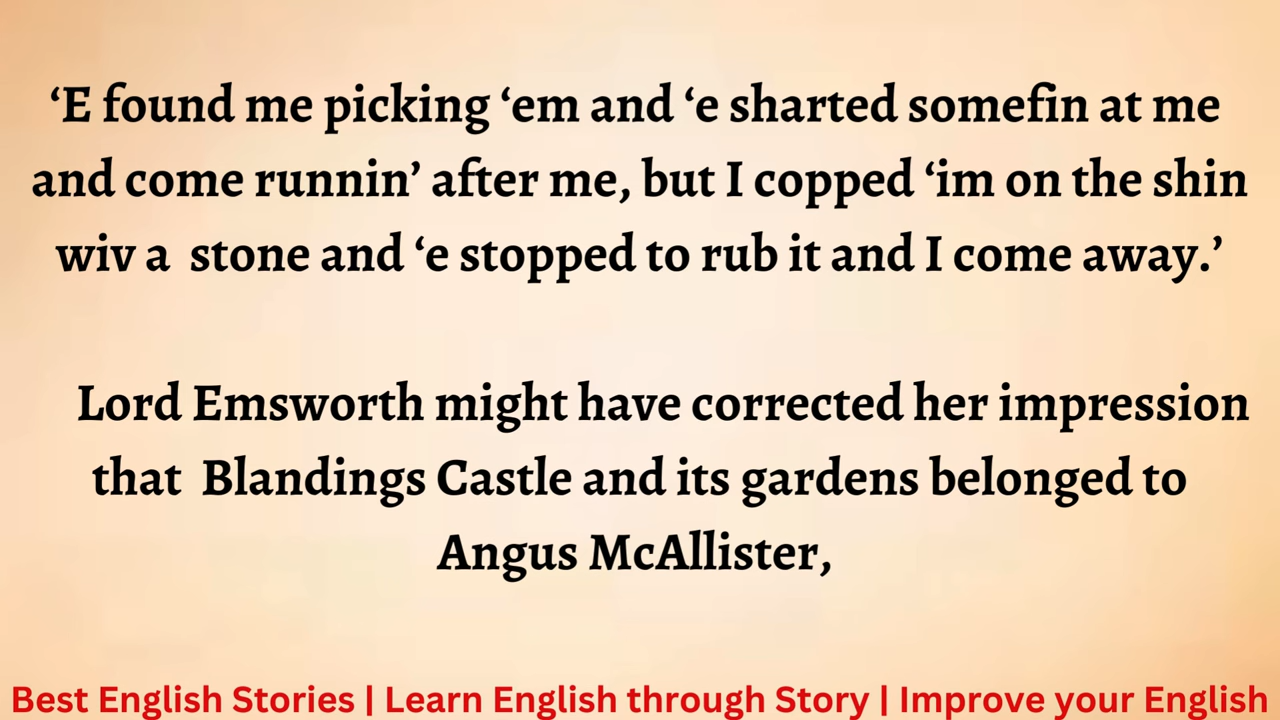 ‘E found me picking ‘em and ‘e sharted somefin at me
and come runnin’ after me, but I copped ‘im on the shin
wiv a stone and ‘e stopped to rub it and I come away.’
Lord Emsworth might have corrected her impression
that Blandings Castle and its gardens belonged to
Angus McAllister,
Best English Stories | Learn English through Story | Improve your English